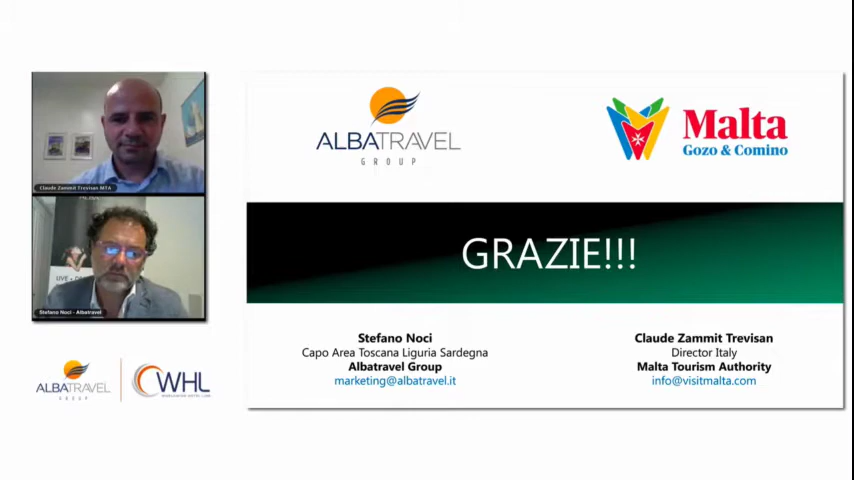 Claude Zammit Trevisan MTA
LIVE • DR
Stefano Noci - Albatravel
ALBATRAVEL
GROUP
WHL
ALBATRAVEL
GROUP
Malta
Gozo & Comino
GRAZIE!!!
Stefano Noci
Capo Area Toscana Liguria Sardegna
Albatravel Group
marketing@albatravel.it
Claude Zammit Trevisan
Director Italy
Malta Tourism Authority
info@visitmalta.com